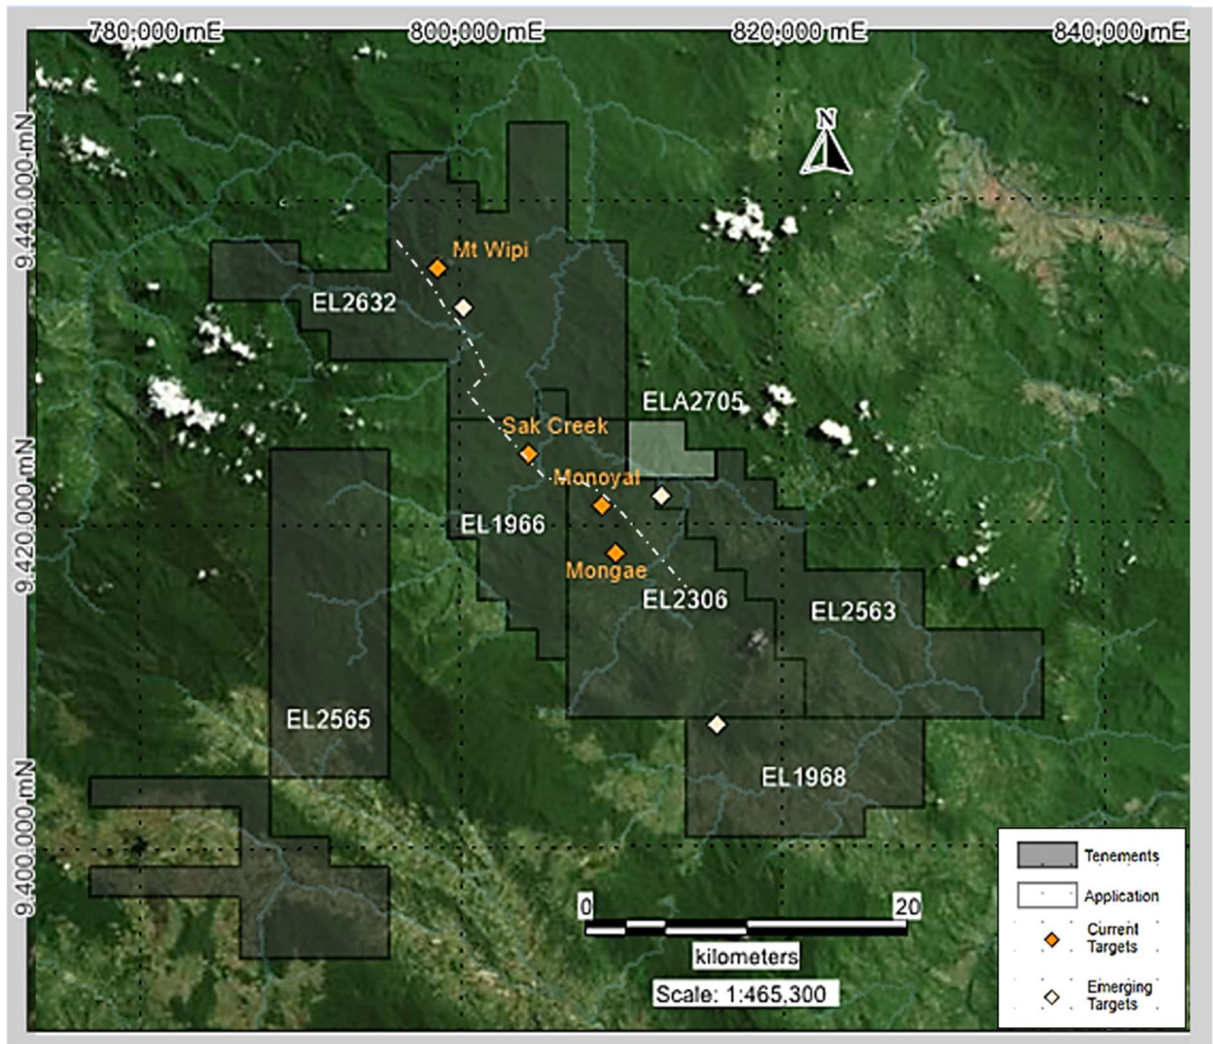 780,000 mE 800,000 mE 820,000 mE 840,000 mE
N
9,440,000 mN
Mt Wipi
EL2632
ELA2705
Sak Creek
Monoyal
9,420,000 mN
EL1966
Mongae
EL2306
EL2563
EL2565
EL1968
9,400,000 mN
0 20
kilometers
Scale: 1:465,300
Tenements
Application
Current
Targets
Emerging
Targets